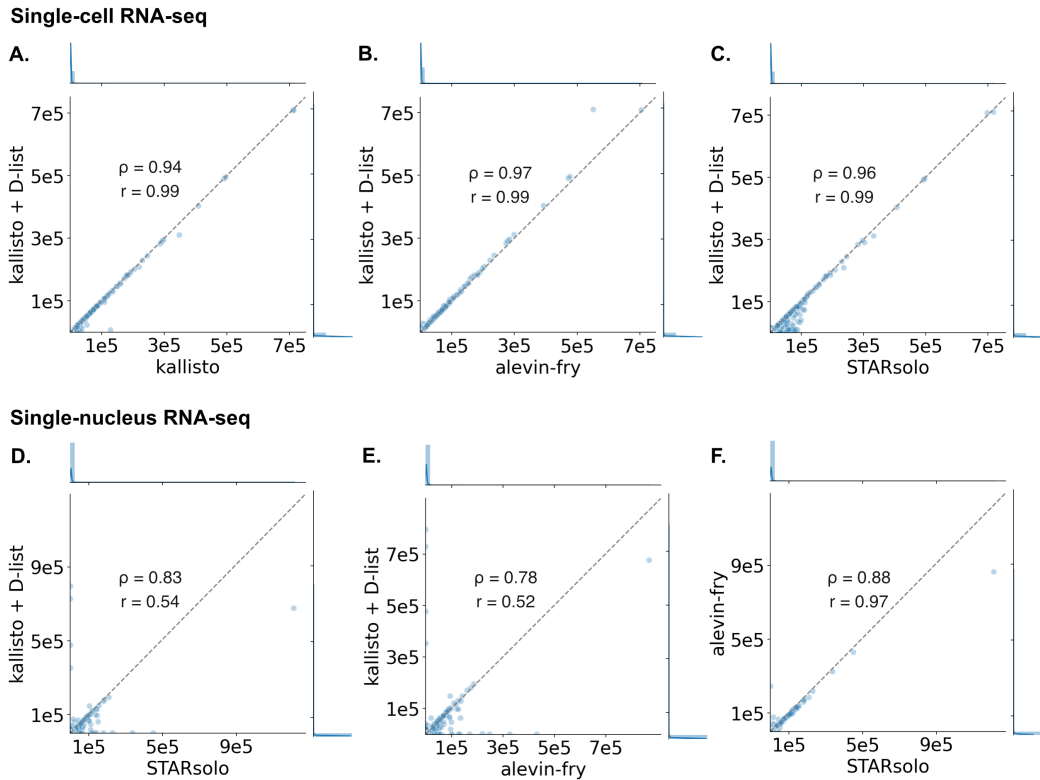 Single-cell RNA-seq
A.
7e5
5e5
3e5
1e5
kallisto + D-list
ρ = 0.94
r = 0.99
1e5 3e5 5e5 7e5
kallisto
B.
7e5
5e5
3e5
1e5
kallisto + D-list
ρ = 0.97
r = 0.99
1e5 3e5 5e5 7e5
alevin-fry
C.
7e5
5e5
3e5
1e5
kallisto + D-list
ρ = 0.96
r = 0.99
1e5 3e5 5e5 7e5
STARsolo
Single-nucleus RNA-seq
D.
9e5
5e5
1e5
kallisto + D-list
ρ = 0.83
r = 0.54
1e5 5e5 9e5
STARsolo
E.
7e5
5e5
3e5
1e5
kallisto + D-list
ρ = 0.78
r = 0.52
1e5 3e5 5e5 7e5
alevin-fry
F.
9e5
5e5
1e5
alevin-fry
ρ = 0.88
r = 0.97
1e5 5e5 9e5
STARsolo